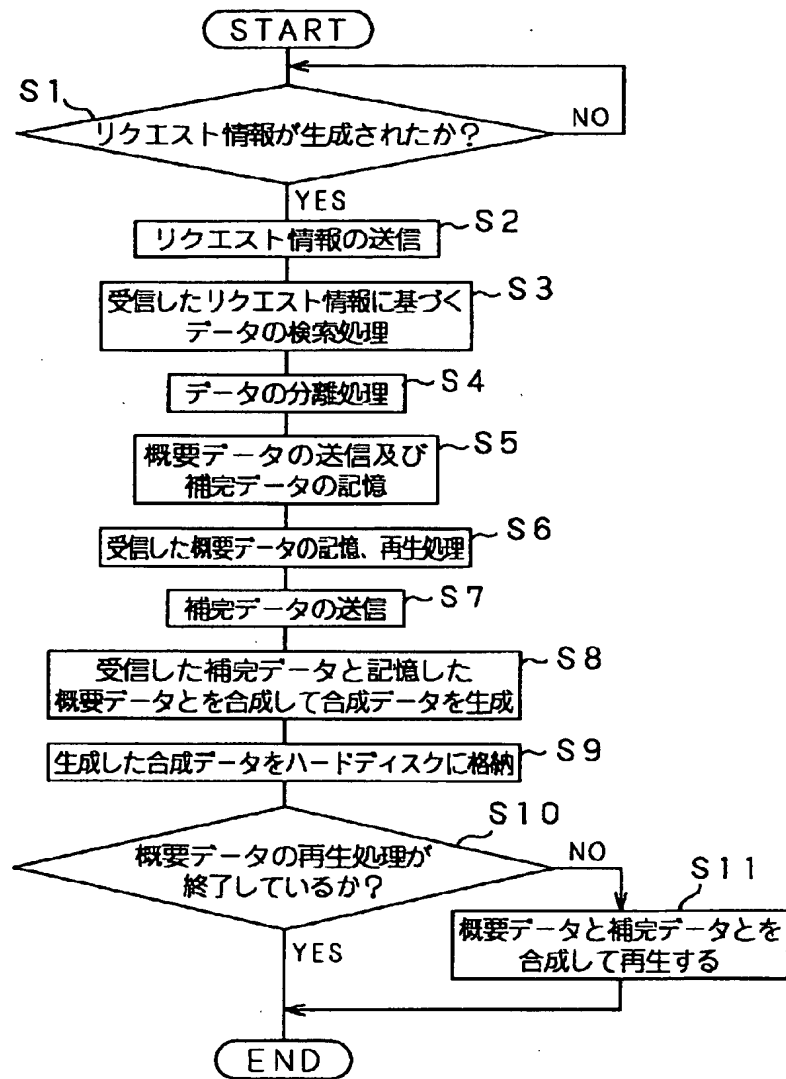 START
S1
リクエスト情報が生成されたか?
NO
YES
S2
リクエスト情報の送信
S3
受信したリクエスト情報に基づく
データの検索処理
S4
データの分離処理
S5
概要データの送信及び
補完データの記憶
S6
受信した概要データの記憶、再生処理
S7
補完データの送信
S8
受信した補完データと記憶した
概要データとを合成して合成データを生成
S9
生成した合成データをハードディスクに格納
S10
概要データの再生処理が
終了しているか?
NO
S11
概要データと補完データとを
合成して再生する
YES
END